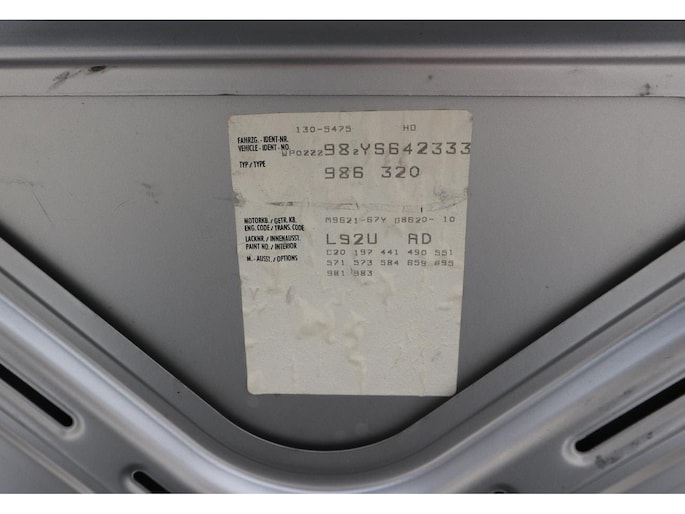 130-5475 HD
FAHRZG.-IDENT-NR.
VEHICLE-IDENT-NO. WP0ZZZ98ZYS642333
TYP/TYPE 986 320
MOTORKB./GETR.KB. M9621-67Y G8620- 10
ENG.CODE/TRANS.CODE
LACKNR./INNENAUSST. L92U AD
PAINT NO./INTERIOR
M.-AUSST./OPTIONS C20 197 441 490 551
571 573 584 659
981 983